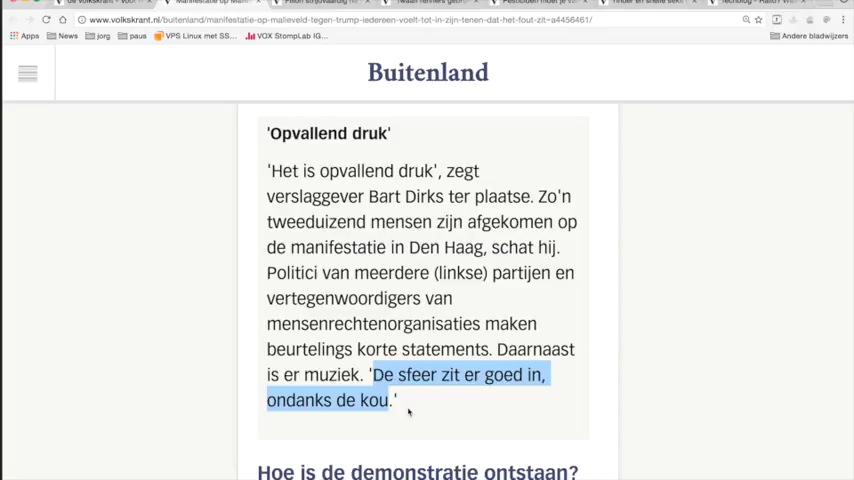 Manifestatie op Mali
www.volkskrant.nl/buitenland/manifestatie-op-malieveld-tegen-trump-iedereen-voelt-tot-in-zijn-tenen-dat-het-fout-zit~a4456461/
Apps News jorg paus VPS Linux met SS... VOX StompLab IG... Andere bladwijzers
Buitenland
'Opvallend druk'
'Het is opvallend druk', zegt
verslaggever Bart Dirks ter plaatse. Zo'n
tweeduizend mensen zijn afgekomen op
de manifestatie in Den Haag, schat hij.
Politici van meerdere (linkse) partijen en
vertegenwoordigers van
mensenrechtenorganisaties maken
beurtelings korte statements. Daarnaast
is er muziek. 'De sfeer zit er goed in,
ondanks de kou.'
Hoe is de demonstratie ontstaan?